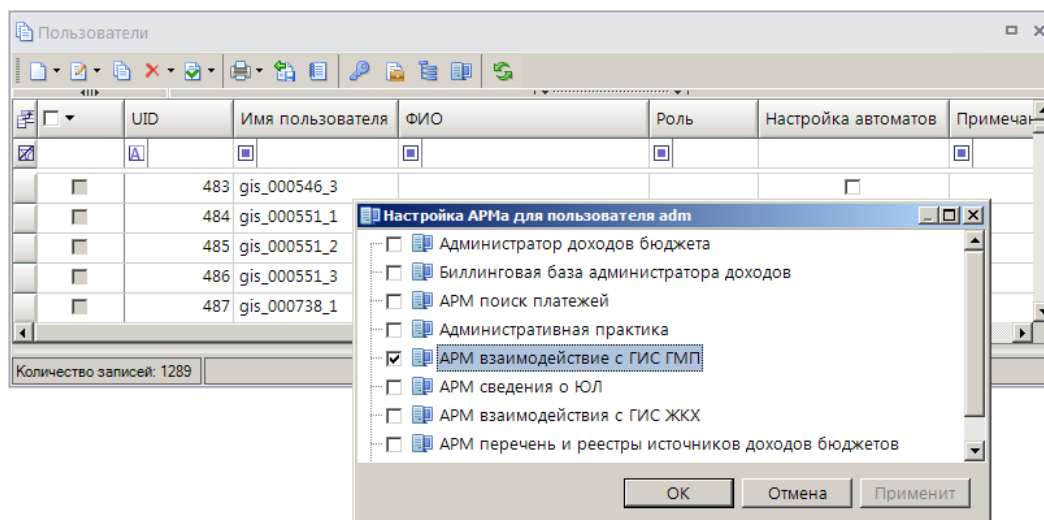 Пользователи
UID Имя пользователя ФИО Роль Настройка автоматов Примечан
483 gis_000546_3
484 gis_000551_1
485 gis_000551_2
486 gis_000551_3
487 gis_000738_1
Количество записей: 1289
Настройка АРМа для пользователя adm
Администратор доходов бюджета
Биллинговая база администратора доходов
АРМ поиск платежей
Административная практика
АРМ взаимодействие с ГИС ГМП
АРМ сведения о ЮЛ
АРМ взаимодействия с ГИС ЖКХ
АРМ перечень и реестры источников доходов бюджетов
ОК Отмена Применит